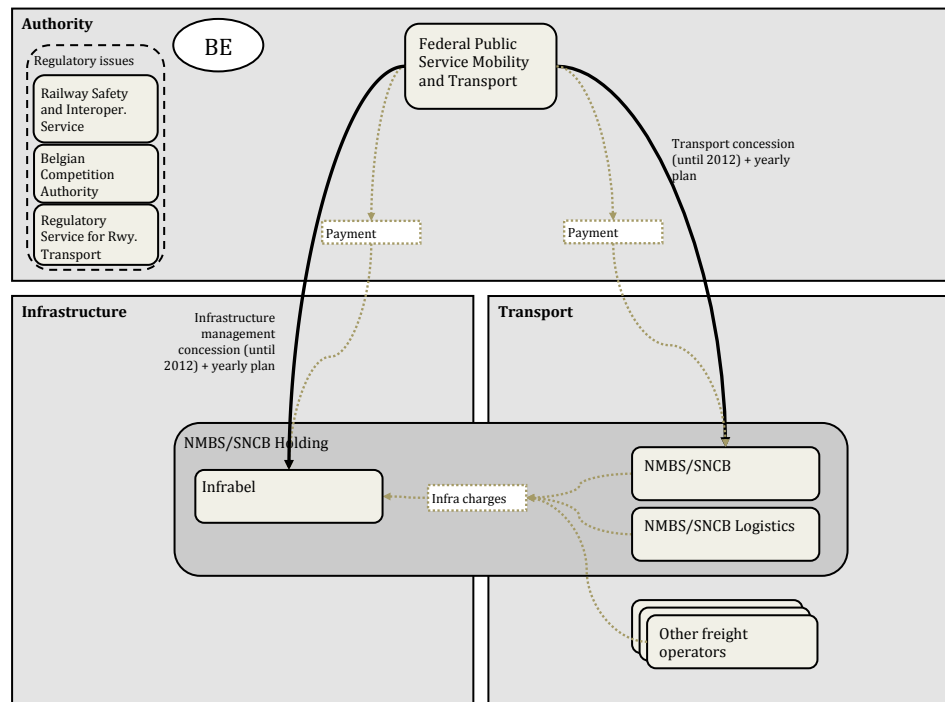 Authority
BE
Regulatory issues
Railway Safety
and Interoper.
Service
Belgian
Competition
Authority
Regulatory
Service for Rwy.
Transport
Federal Public
Service Mobility
and Transport
Transport concession
(until 2012) + yearly
plan
Payment
Payment
Infrastructure
Transport
Infrastructure
management
concession (until
2012) + yearly plan
NMBS/SNCB Holding
Infrabel
Infra charges
NMBS/SNCB
NMBS/SNCB Logistics
Other freight
operators